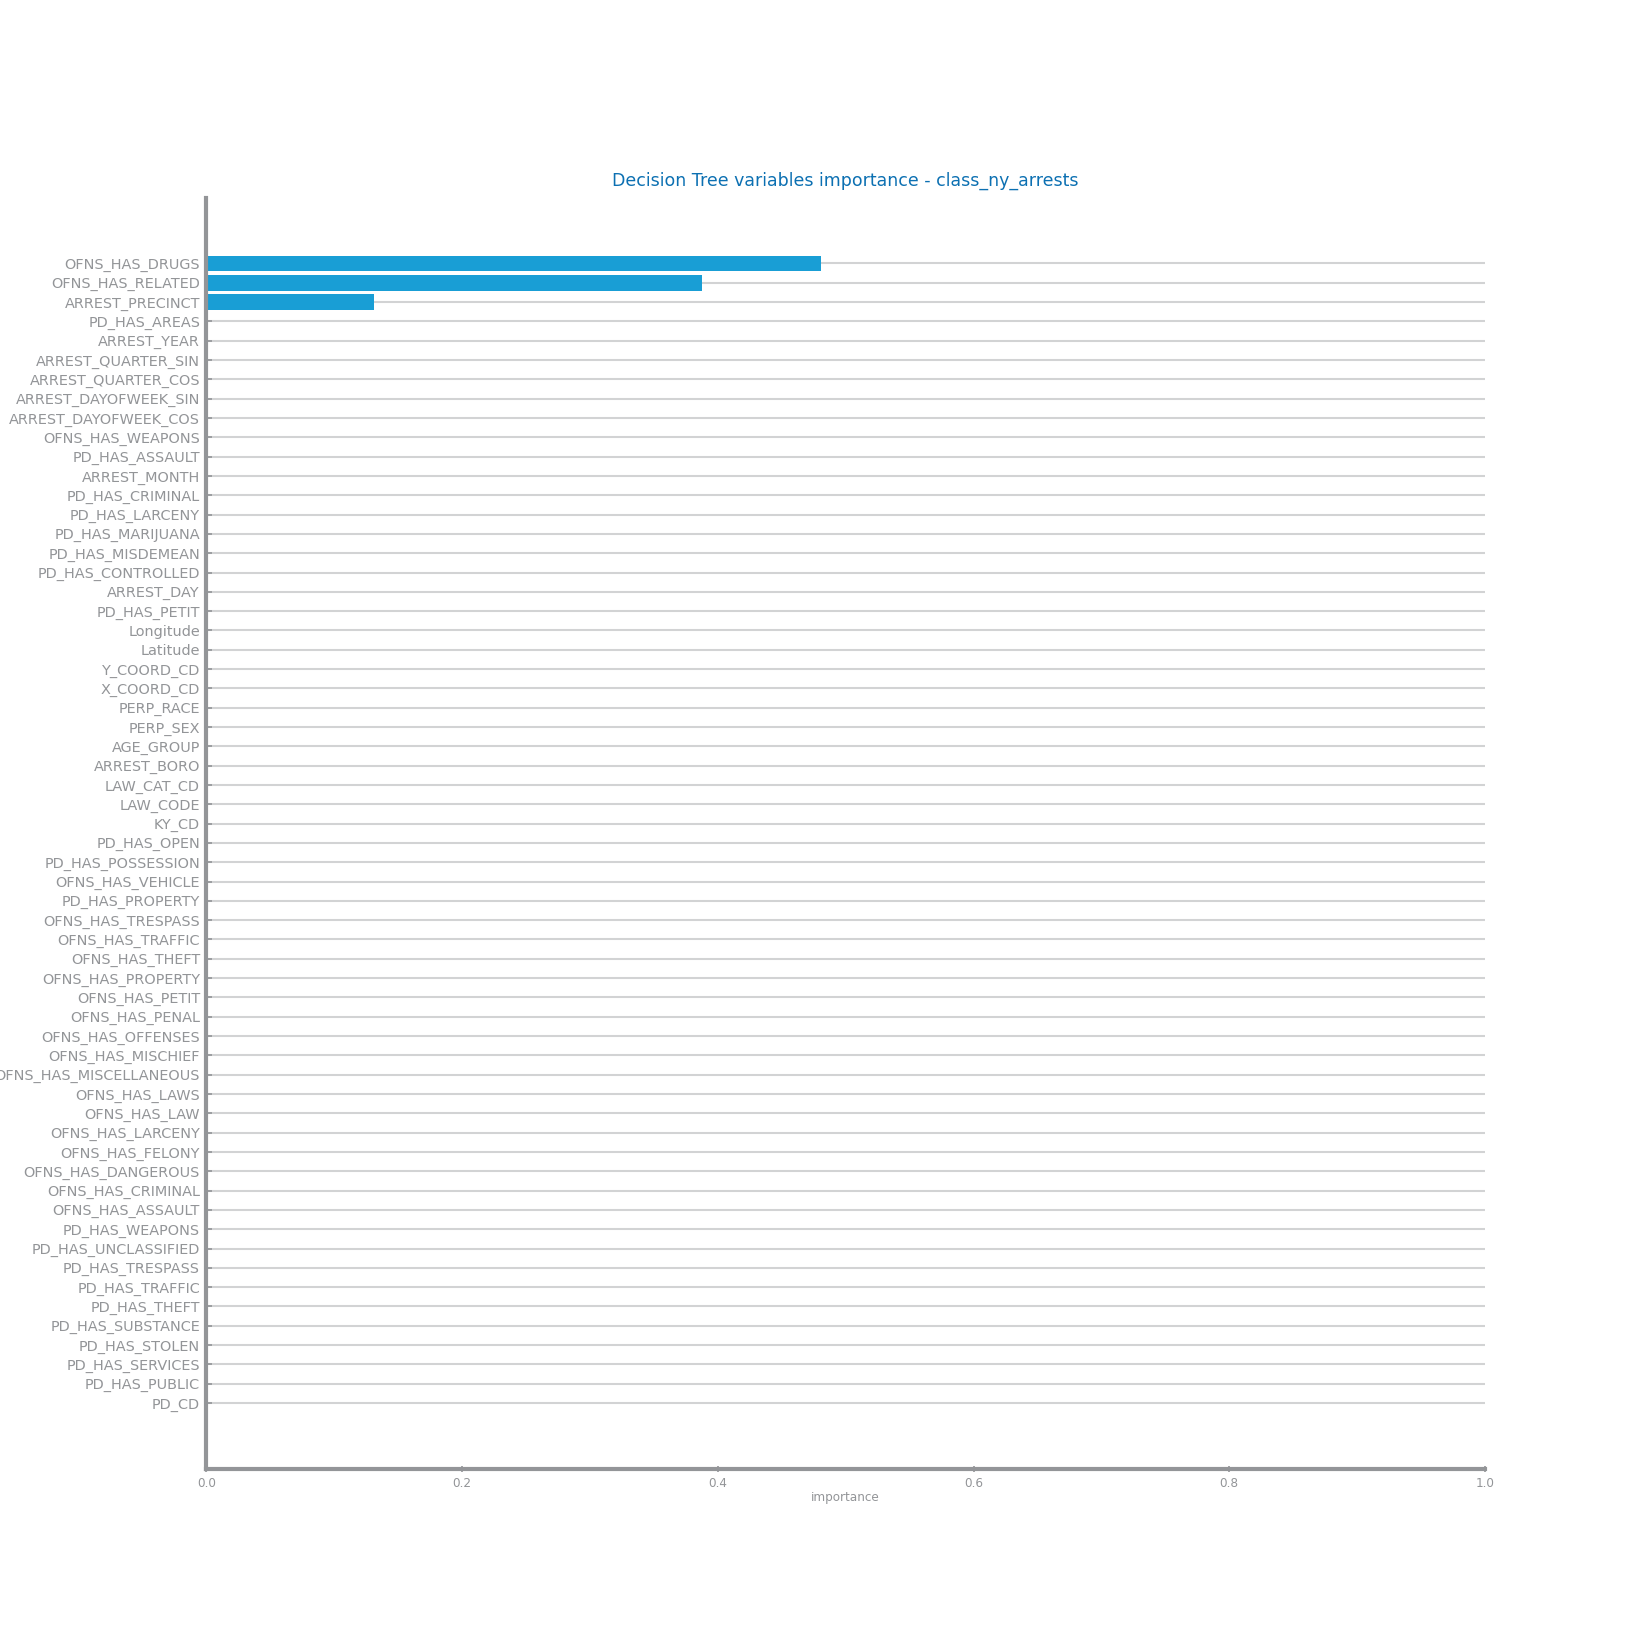 Decision Tree variables importance - class_ny_arrests
OFNS_HAS_DRUGS
OFNS_HAS_RELATED
ARREST_PRECINCT
PD_HAS_AREAS
ARREST_YEAR
ARREST_QUARTER_SIN
ARREST_QUARTER_COS
ARREST_DAYOFWEEK_SIN
ARREST_DAYOFWEEK_COS
OFNS_HAS_WEAPONS
PD_HAS_ASSAULT
ARREST_MONTH
PD_HAS_CRIMINAL
PD_HAS_LARCENY
PD_HAS_MARIJUANA
PD_HAS_MISDEMEAN
PD_HAS_CONTROLLED
ARREST_DAY
PD_HAS_PETIT
Longitude
Latitude
Y_COORD_CD
X_COORD_CD
PERP_RACE
PERP_SEX
AGE_GROUP
ARREST_BORO
LAW_CAT_CD
LAW_CODE
KY_CD
PD_HAS_OPEN
PD_HAS_POSSESSION
OFNS_HAS_VEHICLE
PD_HAS_PROPERTY
OFNS_HAS_TRESPASS
OFNS_HAS_TRAFFIC
OFNS_HAS_THEFT
OFNS_HAS_PROPERTY
OFNS_HAS_PETIT
OFNS_HAS_PENAL
OFNS_HAS_OFFENSES
OFNS_HAS_MISCHIEF
OFNS_HAS_MISCELLANEOUS
OFNS_HAS_LAWS
OFNS_HAS_LAW
OFNS_HAS_LARCENY
OFNS_HAS_FELONY
OFNS_HAS_DANGEROUS
OFNS_HAS_CRIMINAL
OFNS_HAS_ASSAULT
PD_HAS_WEAPONS
PD_HAS_UNCLASSIFIED
PD_HAS_TRESPASS
PD_HAS_TRAFFIC
PD_HAS_THEFT
PD_HAS_SUBSTANCE
PD_HAS_STOLEN
PD_HAS_SERVICES
PD_HAS_PUBLIC
PD_CD
0.0 0.2 0.4 0.6 0.8 1.0
importance